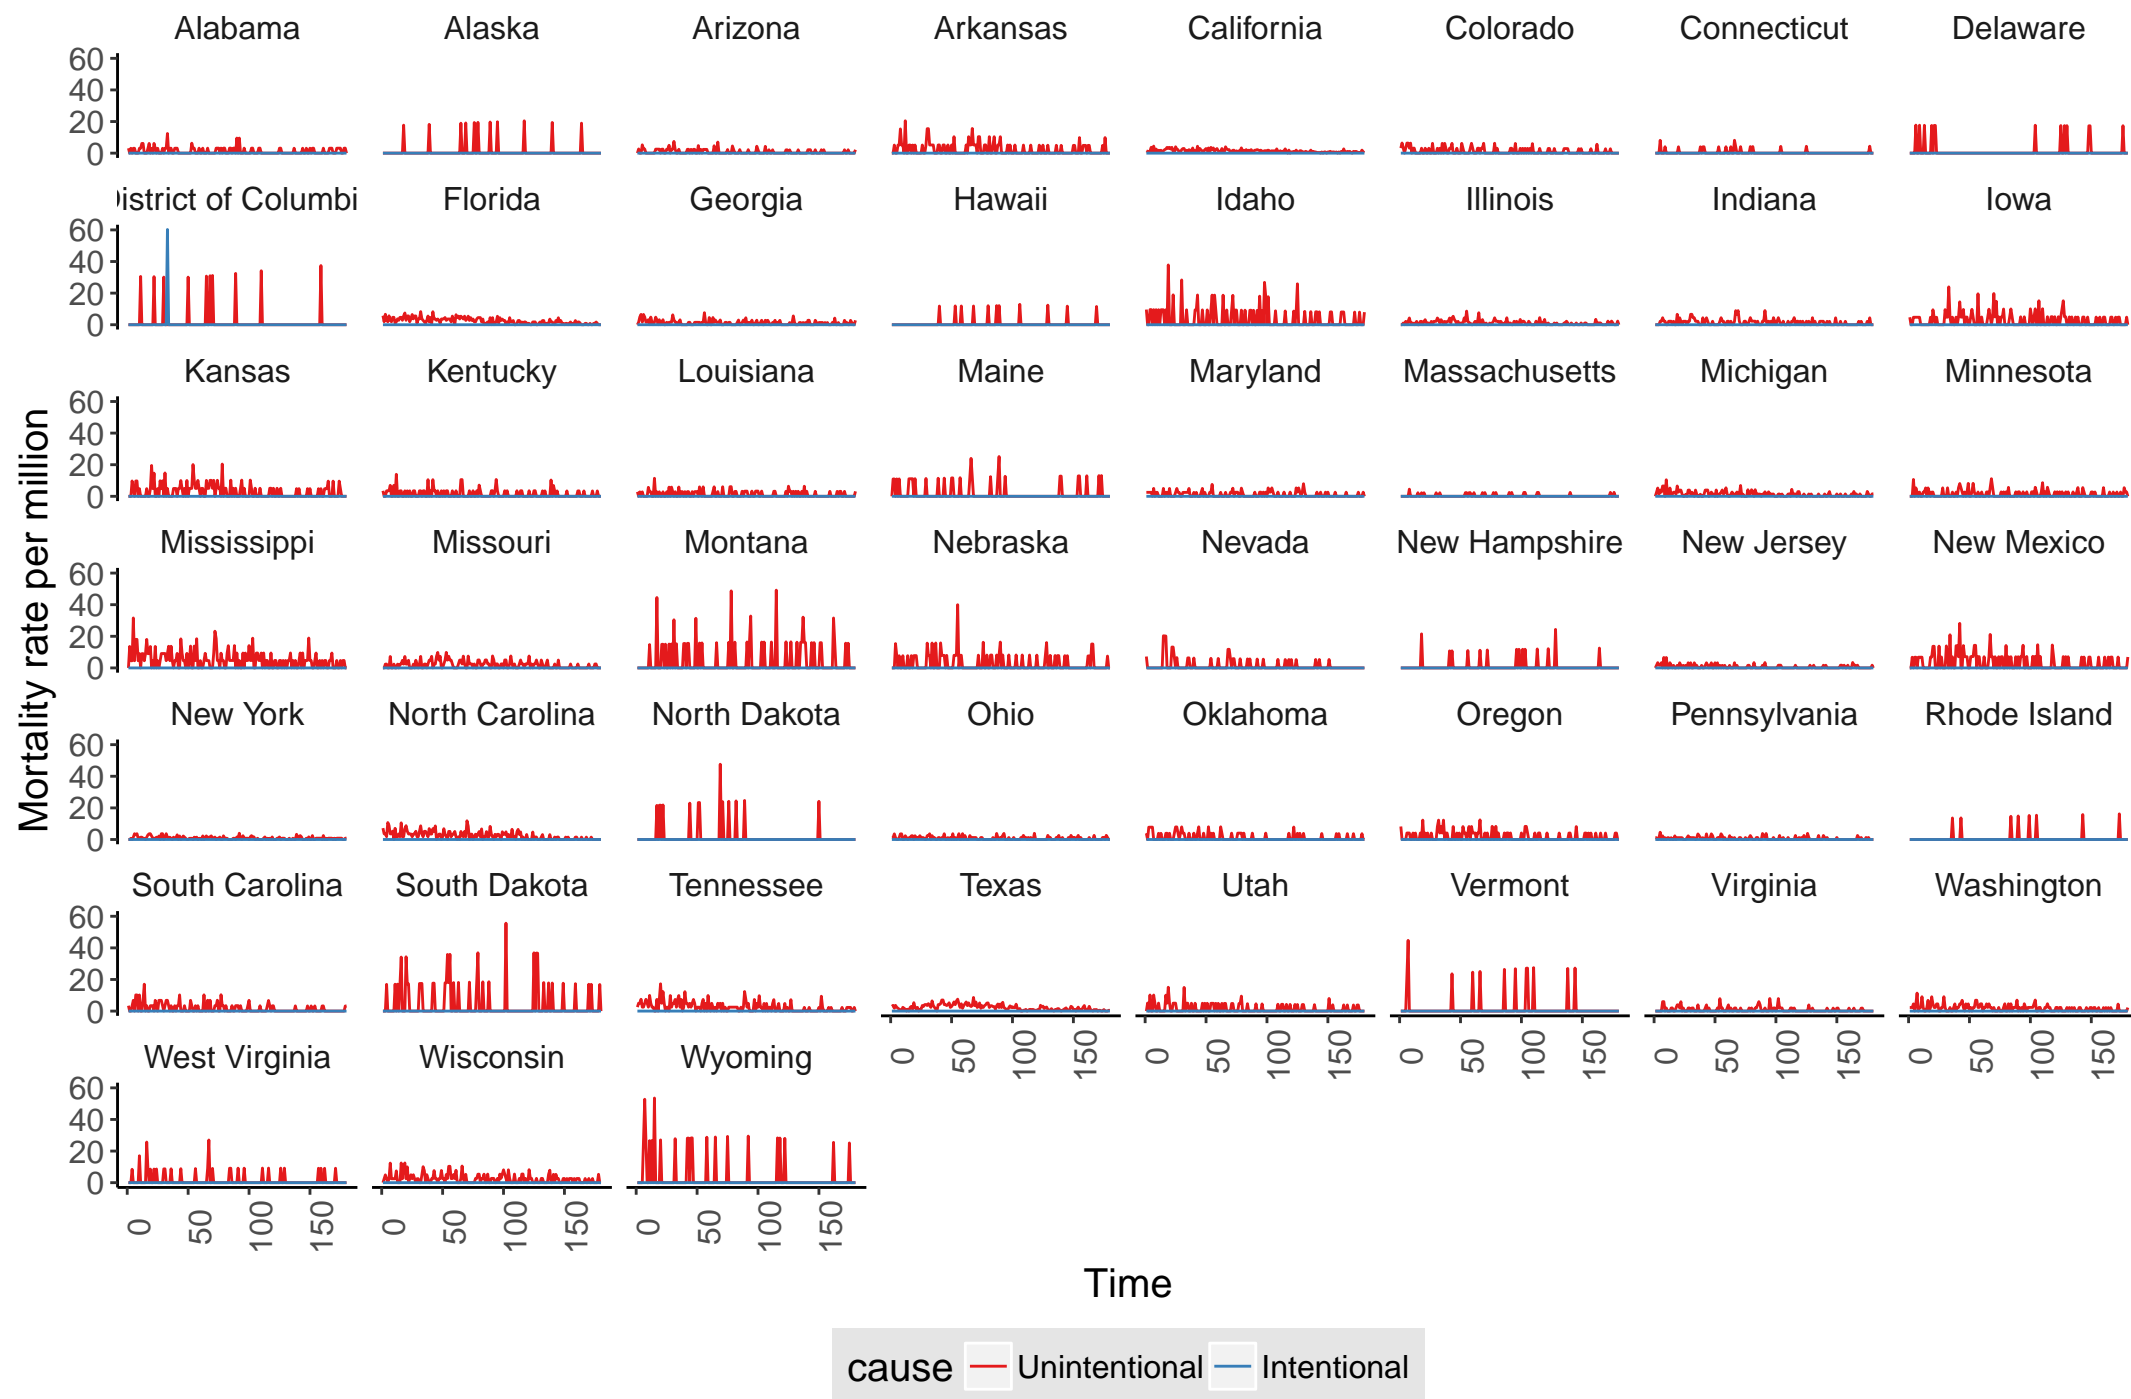 Alabama Alaska Arizona Arkansas California Colorado Connecticut Delaware
60
40
20
0
istrict of Columbi Florida Georgia Hawaii Idaho Illinois Indiana Iowa
60
40
20
0
Kansas Kentucky Louisiana Maine Maryland Massachusetts Michigan Minnesota
60
40
20
0
Mortality rate per million
Mississippi Missouri Montana Nebraska Nevada New Hampshire New Jersey New Mexico
60
40
20
0
New York North Carolina North Dakota Ohio Oklahoma Oregon Pennsylvania Rhode Island
60
40
20
0
South Carolina South Dakota Tennessee Texas Utah Vermont Virginia Washington
60
40
20
0
0 50 100 150 0 50 100 150 0 50 100 150 0 50 100 150 0 50 100 150
West Virginia Wisconsin Wyoming
60
40
20
0
0 50 100 150 0 50 100 150 0 50 100 150
Time
cause Unintentional Intentional